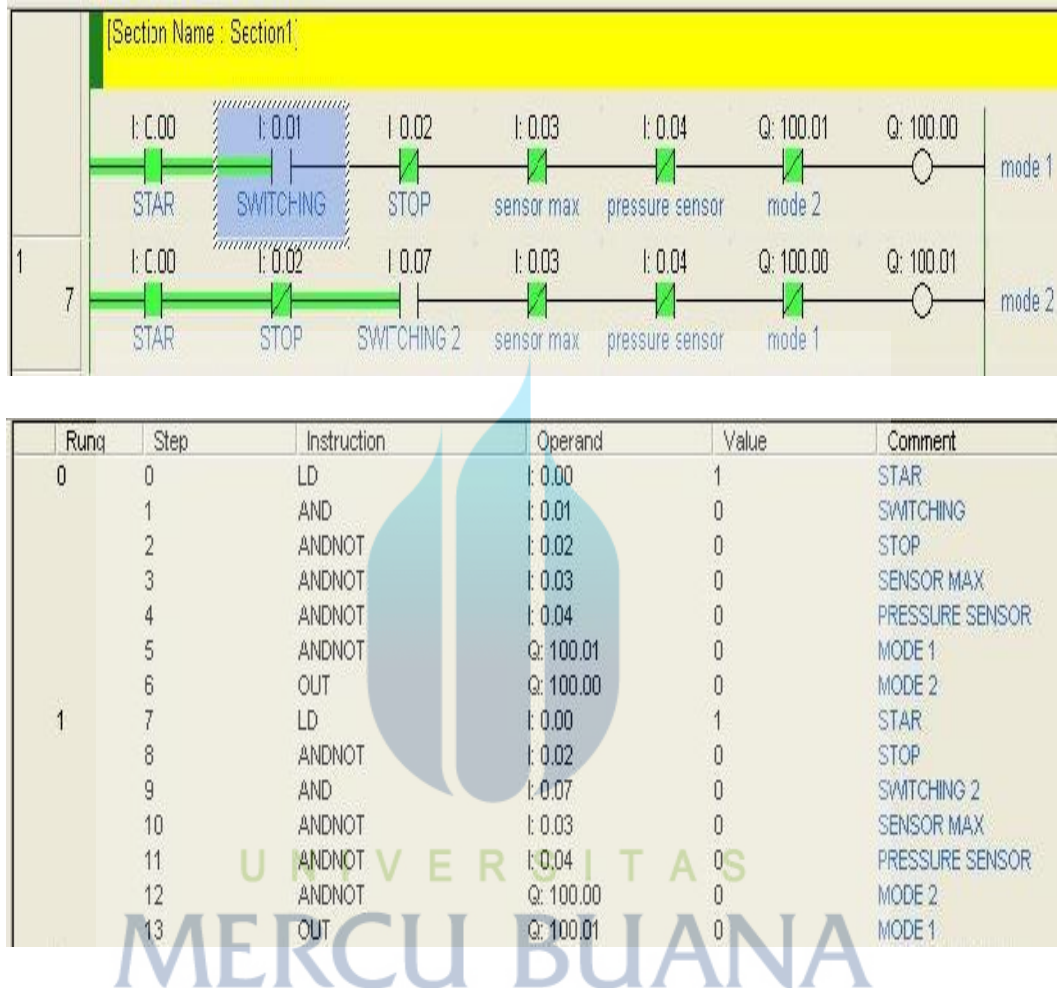 [Section Name : Section1]
I: 0.00 I: 0.01 I: 0.02 I: 0.03 I: 0.04 Q: 100.01 Q: 100.00
mode 1
STAR SWITCHING STOP sensor max pressure sensor mode 2
1 I: 0.00 I: 0.02 I: 0.07 I: 0.03 I: 0.04 Q: 100.00 Q: 100.01
7 mode 2
STAR STOP SWITCHING 2 sensor max pressure sensor mode 1
Rung Step Instruction Operand Value Comment
0 0 LD I: 0.00 1 STAR
1 AND I: 0.01 0 SWITCHING
2 ANDNOT I: 0.02 0 STOP
3 ANDNOT I: 0.03 0 SENSOR MAX
4 ANDNOT I: 0.04 0 PRESSURE SENSOR
5 ANDNOT Q: 100.01 0 MODE 1
6 OUT Q: 100.00 0 MODE 2
1 7 LD I: 0.00 1 STAR
8 ANDNOT I: 0.02 0 STOP
9 AND I: 0.07 0 SWITCHING 2
10 ANDNOT I: 0.03 0 SENSOR MAX
11 ANDNOT I: 0.04 0 PRESSURE SENSOR
12 ANDNOT Q: 100.00 0 MODE 2
13 OUT Q: 100.01 0 MODE 1
UNIVERSITAS
MERCU BUANA